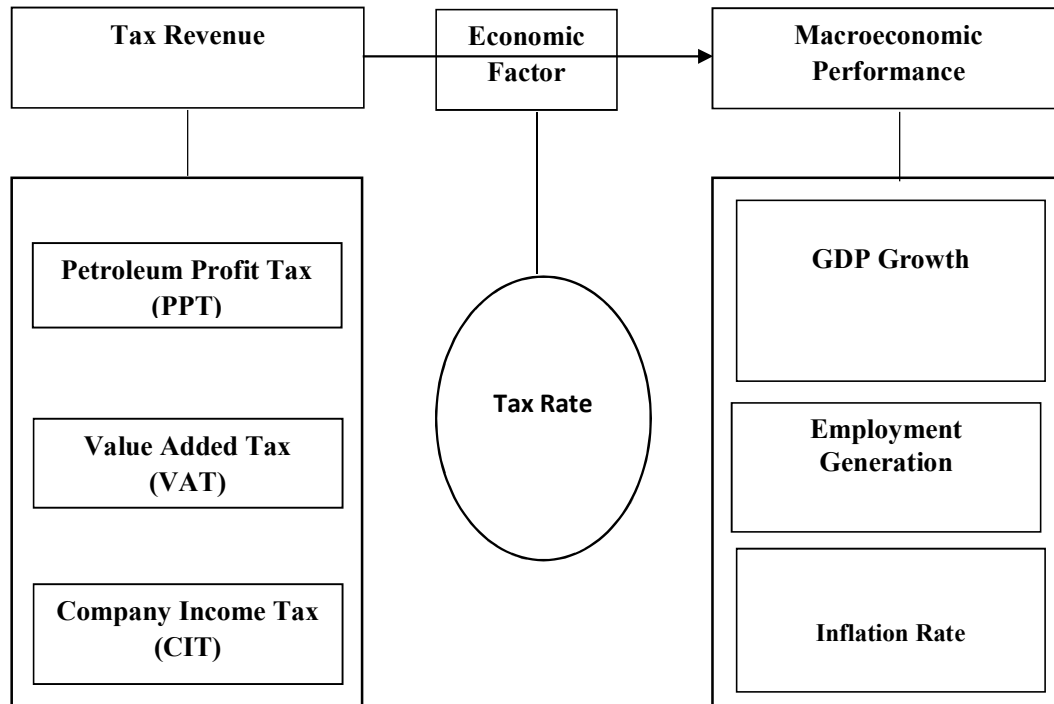 Tax Revenue
Economic
Factor
Macroeconomic
Performance
Petroleum Profit Tax
(PPT)
Value Added Tax
(VAT)
Company Income Tax
(CIT)
Tax Rate
GDP Growth
Employment
Generation
Inflation Rate